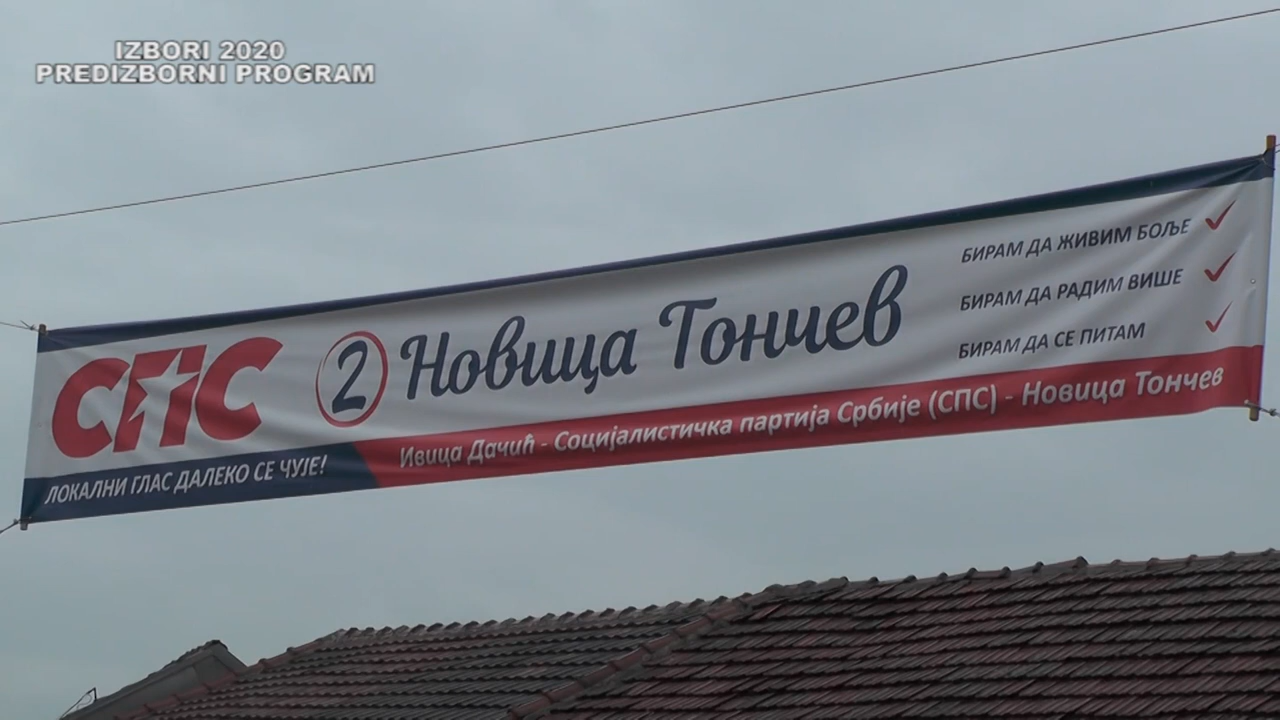 IZBORI 2020
PREDIZBORNI PROGRAM
СПС
2 Новица Тончев
БИРАМ ДА ЖИВИМ БОЉЕ
БИРАМ ДА РАДИМ ВИШЕ
БИРАМ ДА СЕ ПИТАМ
ЛОКАЛНИ ГЛАС ДАЛЕКО СЕ ЧУЈЕ!
Ивица Дачић - Социјалистичка партија Србије (СПС) - Новица Тончев